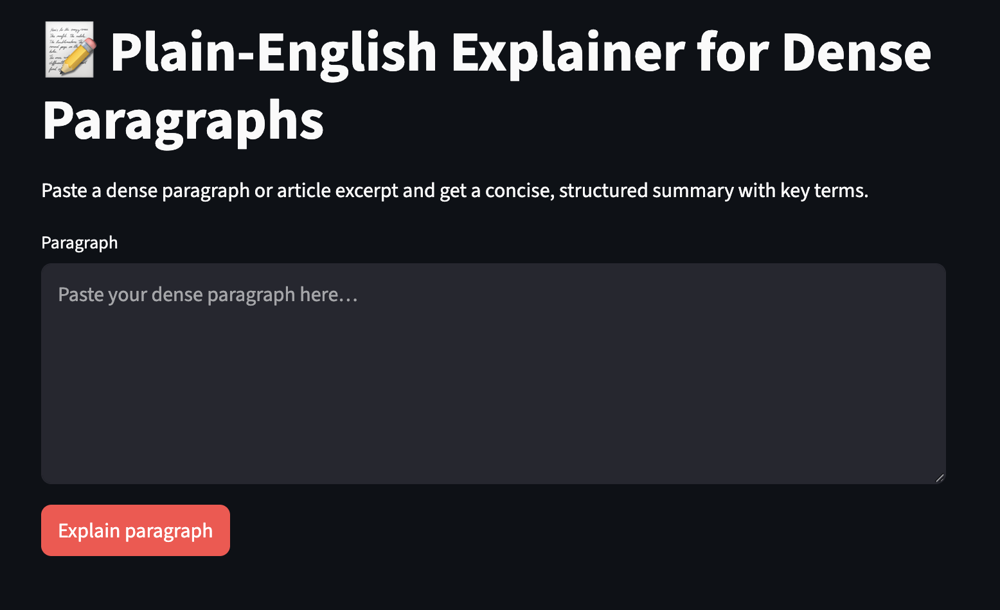 Plain-English Explainer for Dense
Paragraphs
Paste a dense paragraph or article excerpt and get a concise, structured summary with key terms.
Paragraph
Paste your dense paragraph here…
Explain paragraph